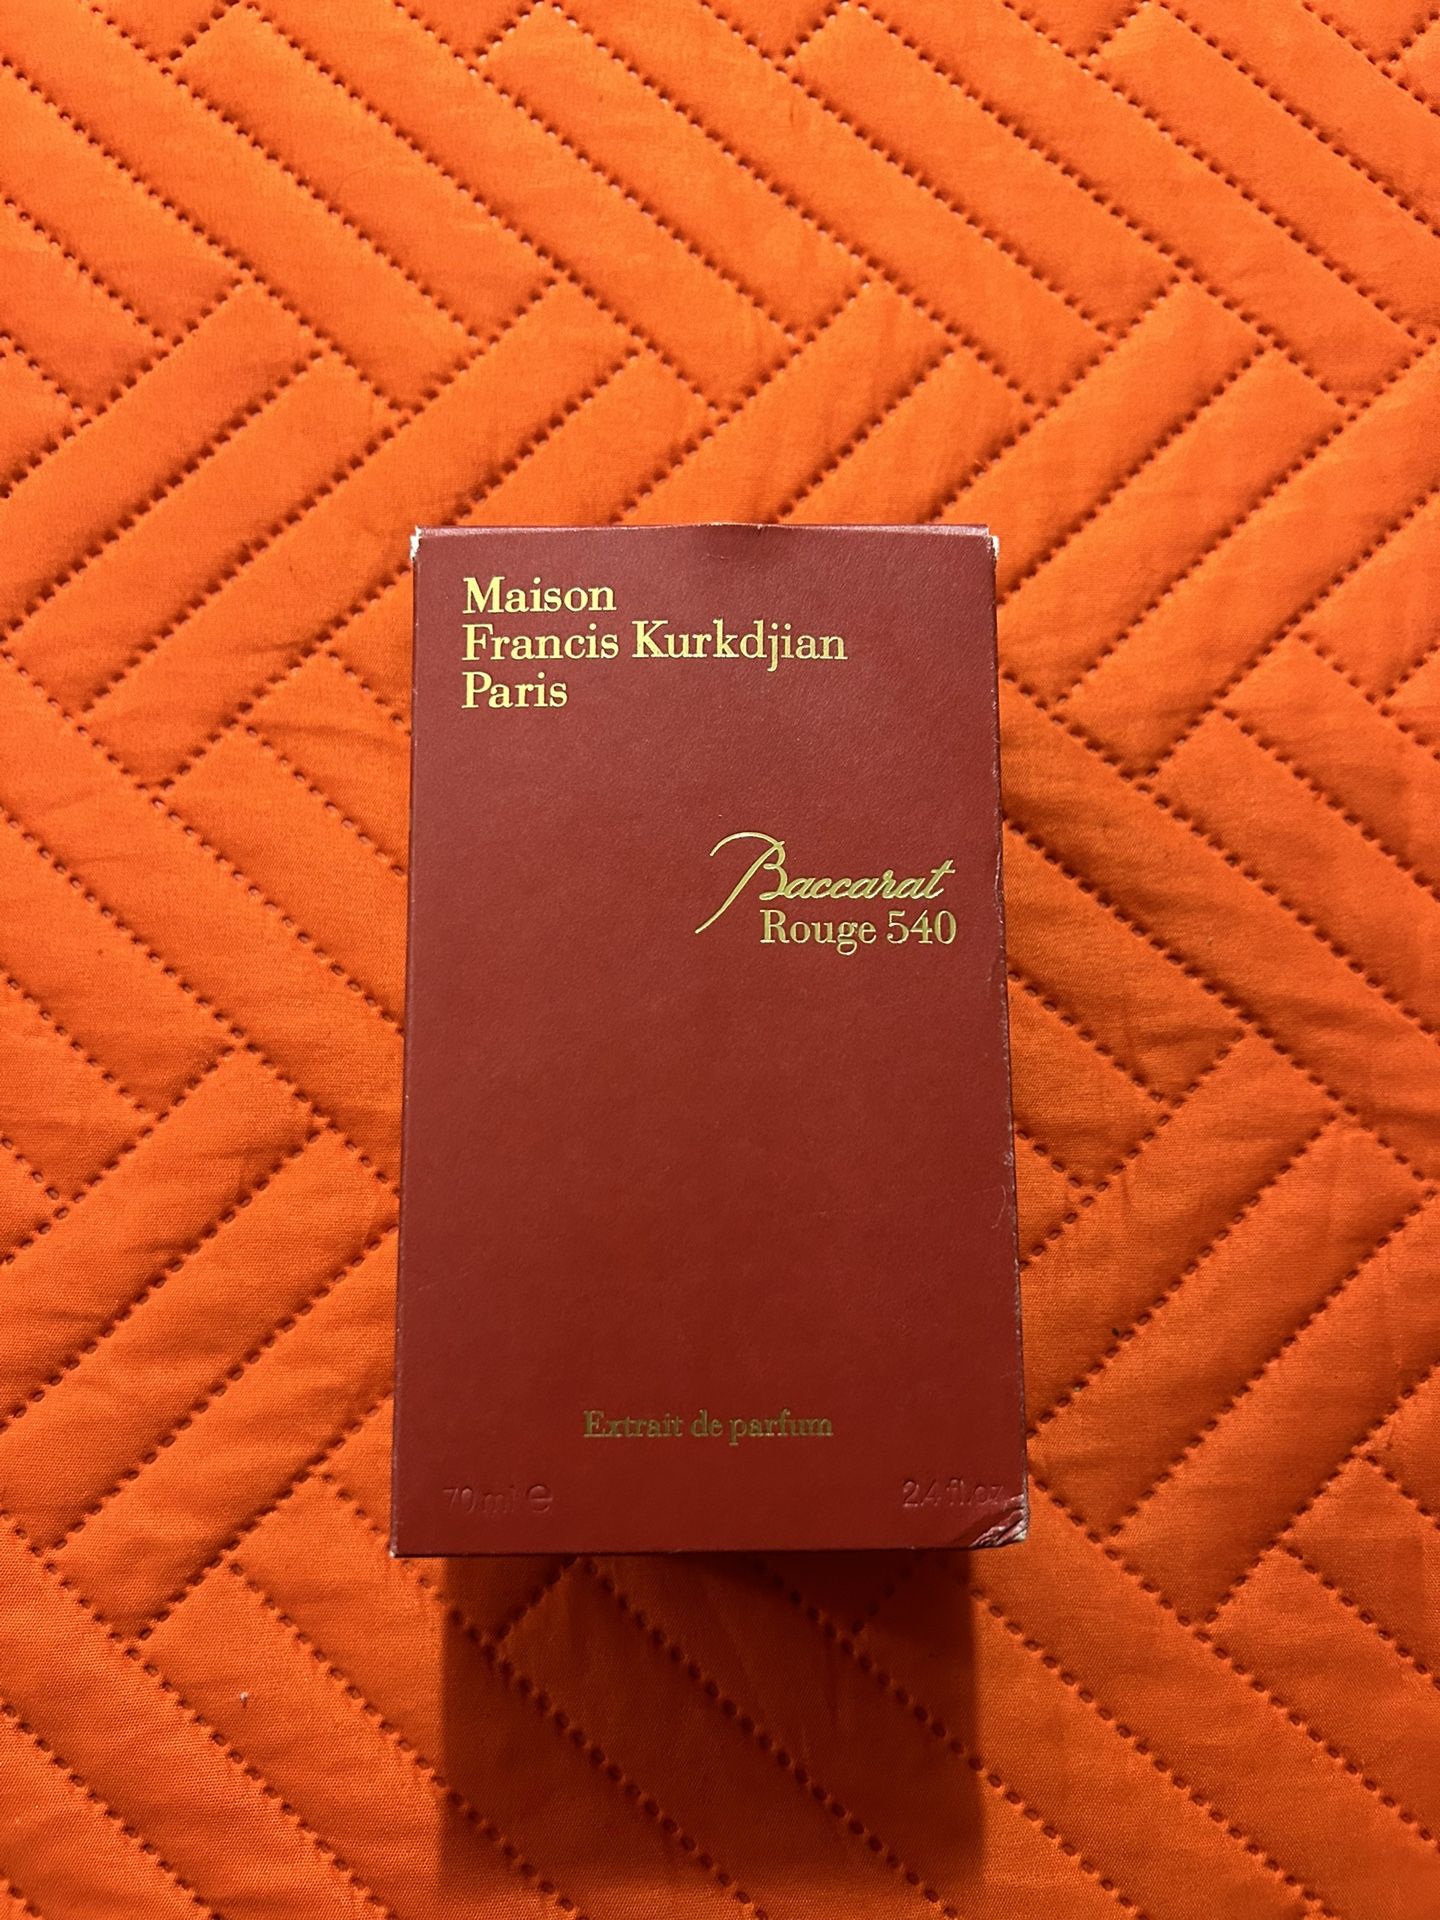 Maison
Francis Kurkdjian
Paris
Baccarat
Rouge 540
Extrait de parfum
70 ml ℮
2.4 fl.oz.